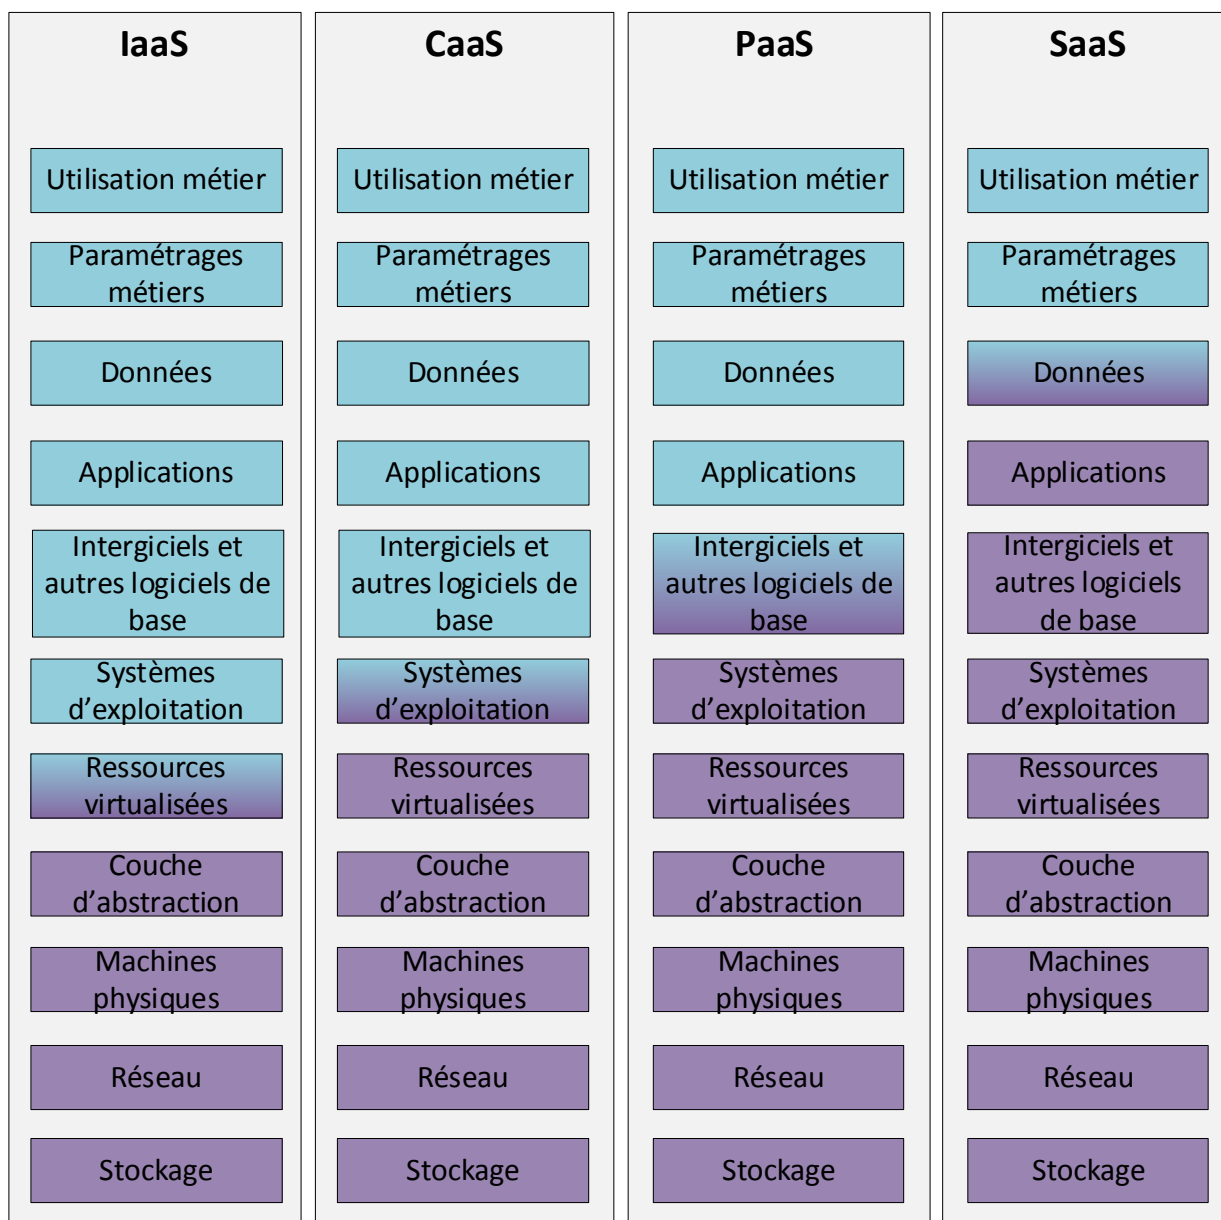 IaaS
Utilisation métier
Paramétrages
métiers
Données
Applications
Intergiciels et
autres logiciels de
base
Systèmes
d’exploitation
Ressources
virtualisées
Couche
d’abstraction
Machines
physiques
Réseau
Stockage
CaaS
Utilisation métier
Paramétrages
métiers
Données
Applications
Intergiciels et
autres logiciels de
base
Systèmes
d’exploitation
Ressources
virtualisées
Couche
d’abstraction
Machines
physiques
Réseau
Stockage
PaaS
Utilisation métier
Paramétrages
métiers
Données
Applications
Intergiciels et
autres logiciels de
base
Systèmes
d’exploitation
Ressources
virtualisées
Couche
d’abstraction
Machines
physiques
Réseau
Stockage
SaaS
Utilisation métier
Paramétrages
métiers
Données
Applications
Intergiciels et
autres logiciels
de base
Systèmes
d’exploitation
Ressources
virtualisées
Couche
d’abstraction
Machines
physiques
Réseau
Stockage